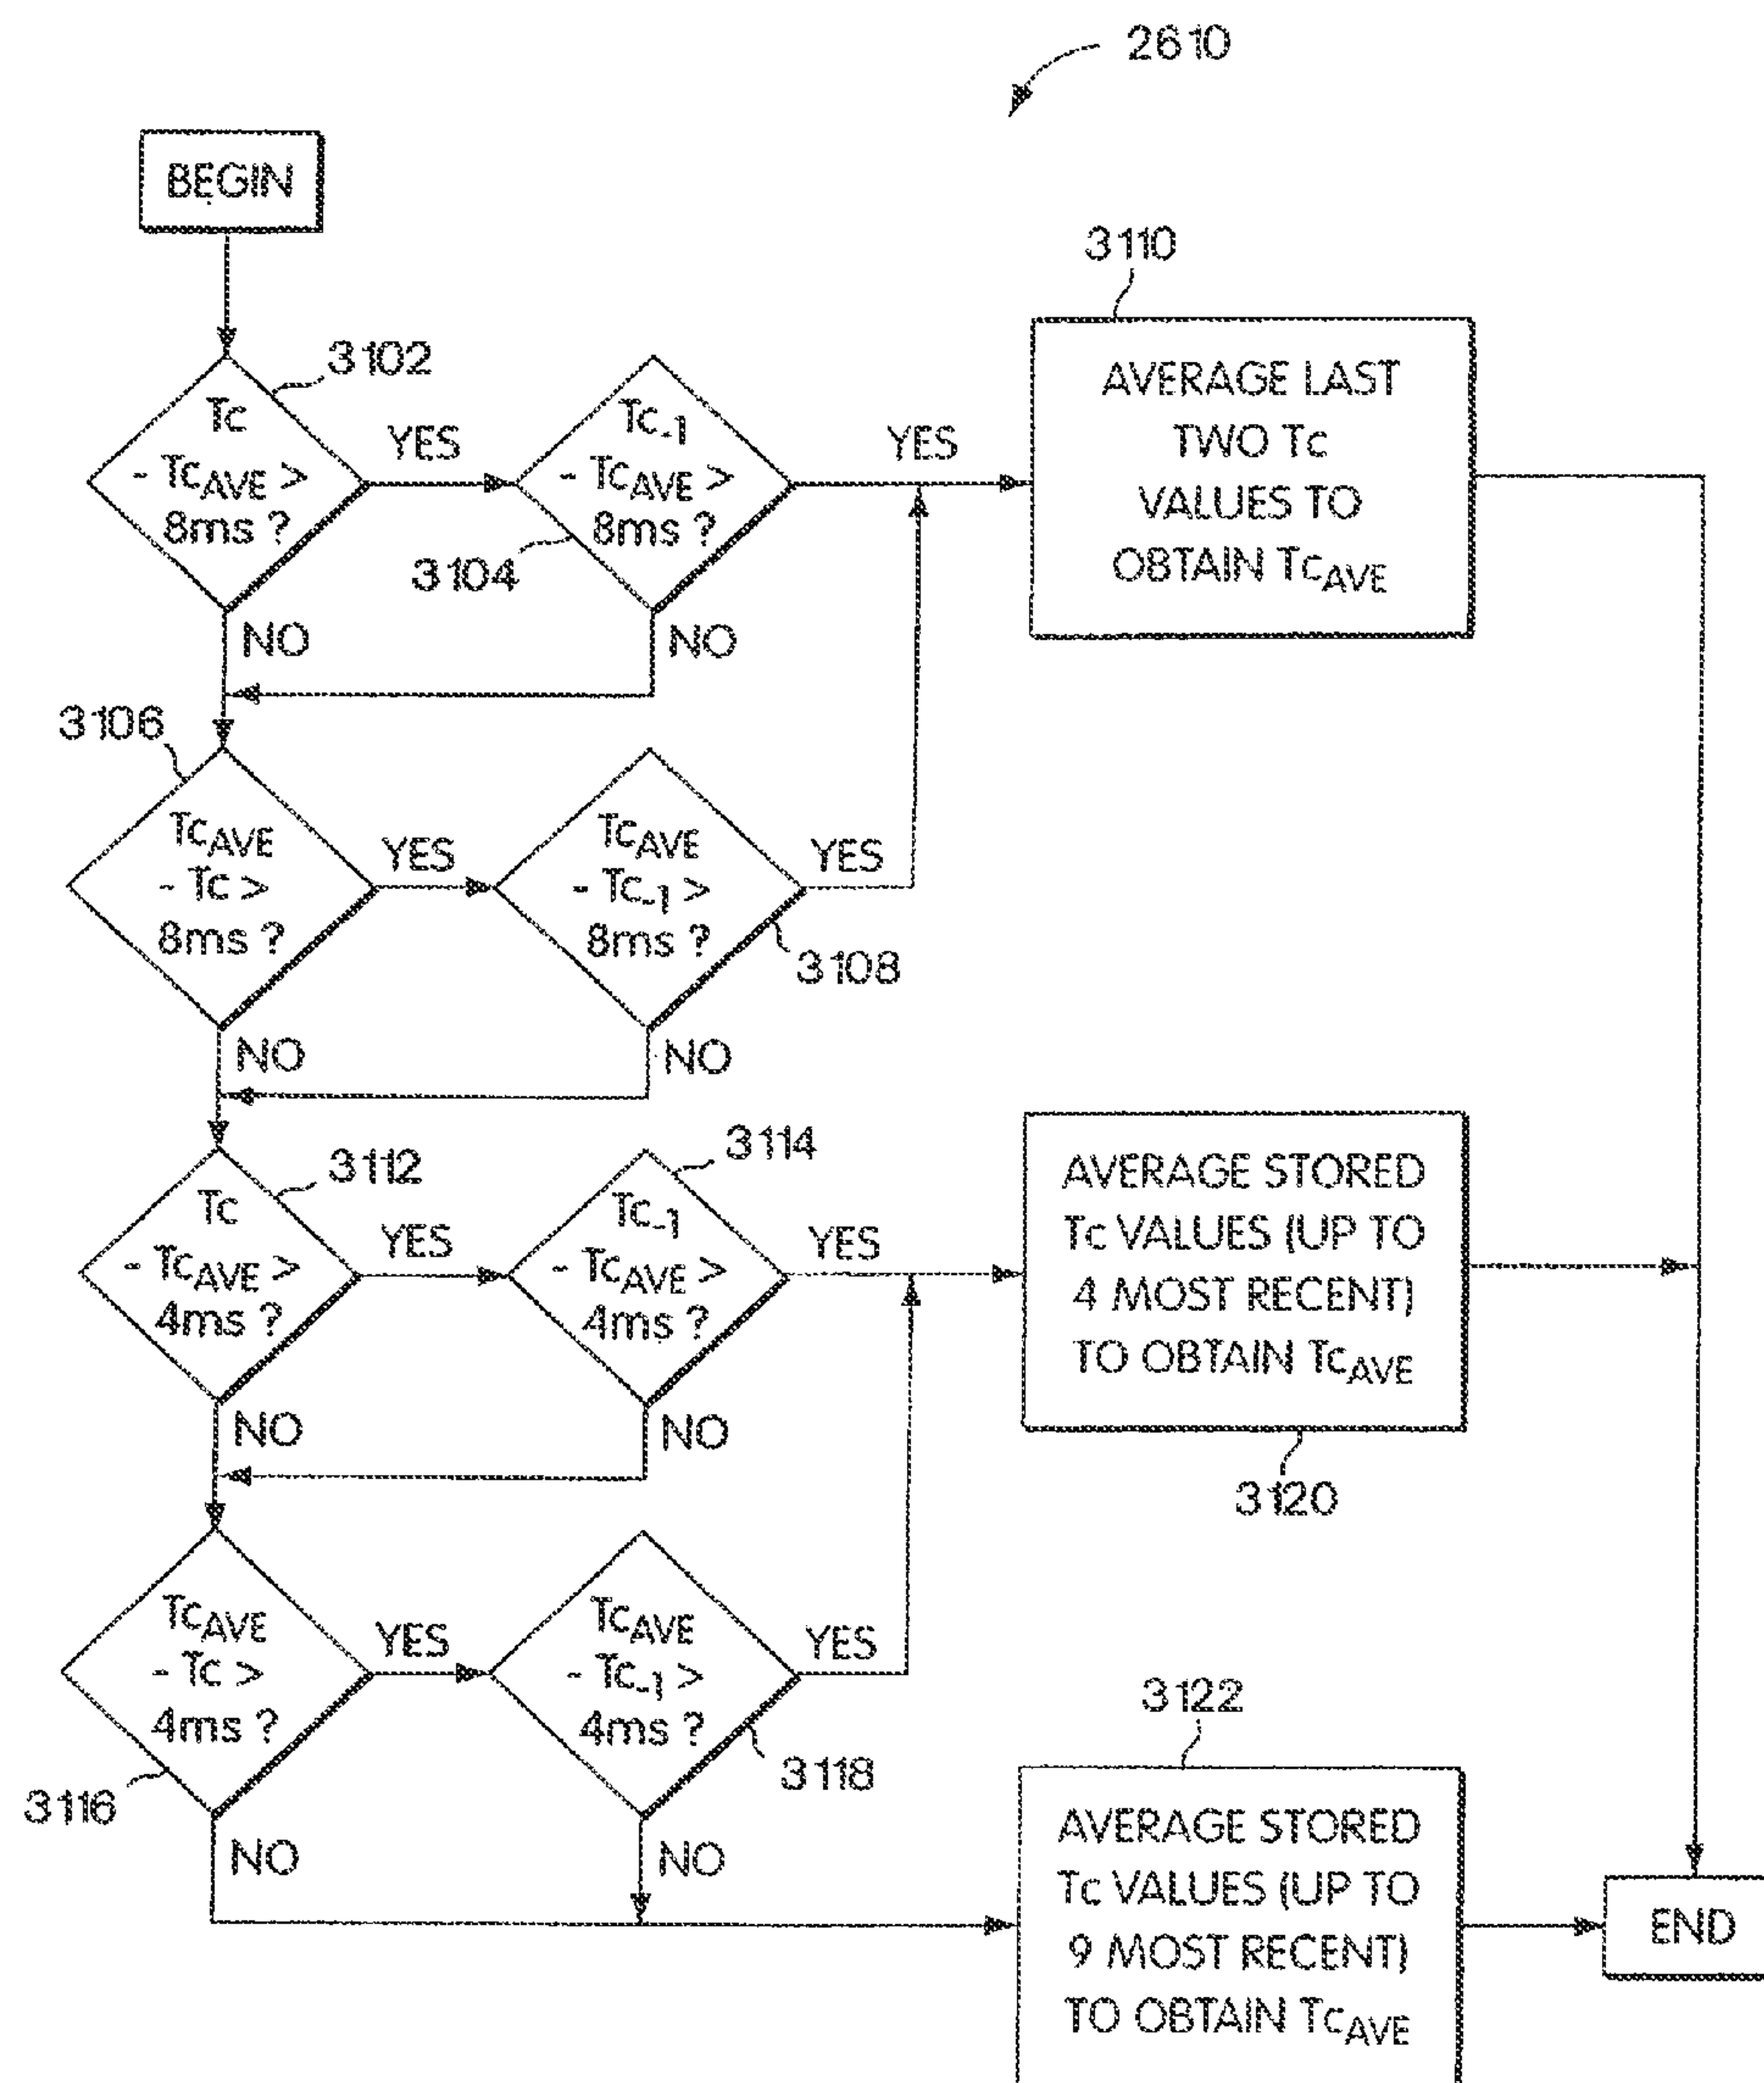 2610
BEGIN
3110
3102
Tc
- TcAVE >
8ms ?
YES
Tc-1
- TcAVE >
8ms ?
YES
3104
AVERAGE LAST
TWO Tc
VALUES TO
OBTAIN TcAVE
NO
NO
3106
TcAVE
- Tc >
8ms ?
YES
TcAVE
- Tc-1 >
8ms ?
YES
3108
NO
NO
3112
3114
Tc
- TcAVE >
4ms ?
YES
Tc-1
- TcAVE >
4ms ?
YES
AVERAGE STORED
Tc VALUES (UP TO
4 MOST RECENT)
TO OBTAIN TcAVE
NO
NO
3120
TcAVE
- Tc >
4ms ?
YES
TcAVE
- Tc-1 >
4ms ?
YES
3116
3118
3122
NO
NO
AVERAGE STORED
Tc VALUES (UP TO
9 MOST RECENT)
TO OBTAIN TcAVE
END